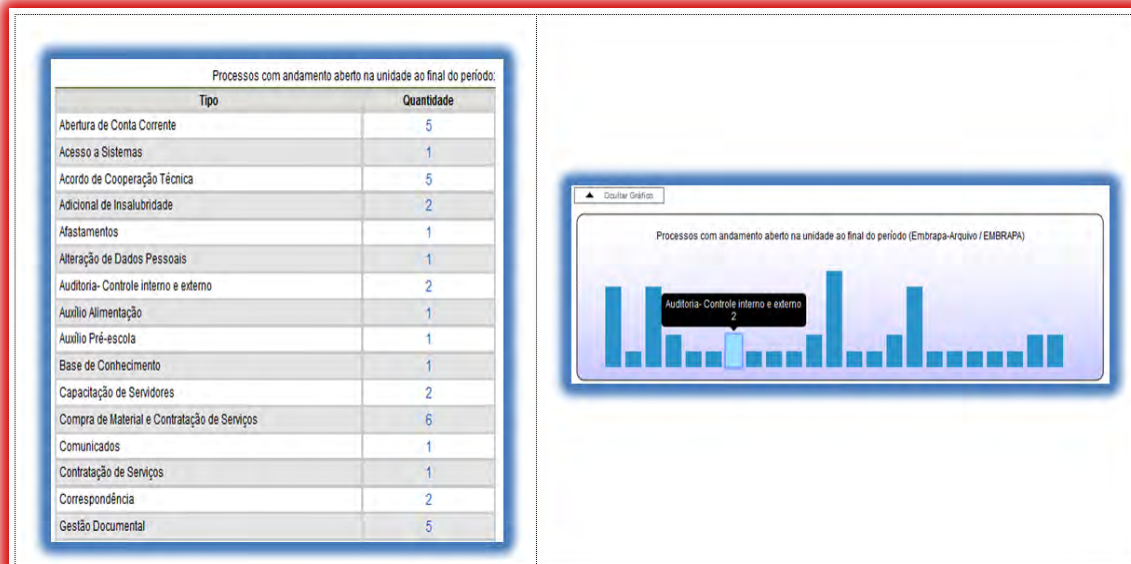 Processos com andamento aberto na unidade ao final do período:
Tipo Quantidade
Abertura de Conta Corrente 5
Acesso a Sistemas 1
Acordo de Cooperação Técnica 5
Adicional de Insalubridade 2
Afastamentos 1
Alteração de Dados Pessoais 1
Auditoria- Controle interno e externo 2
Auxílio Alimentação 1
Auxílio Pré-escola 1
Base de Conhecimento 1
Capacitação de Servidores 2
Compra de Material e Contratação de Serviços 6
Comunicados 1
Contratação de Serviços 1
Correspondência 2
Gestão Documental 5
Ocultar Gráfico
Processos com andamento aberto na unidade ao final do período (Embrapa-Arquivo / EMBRAPA)
Auditoria- Controle interno e externo
2